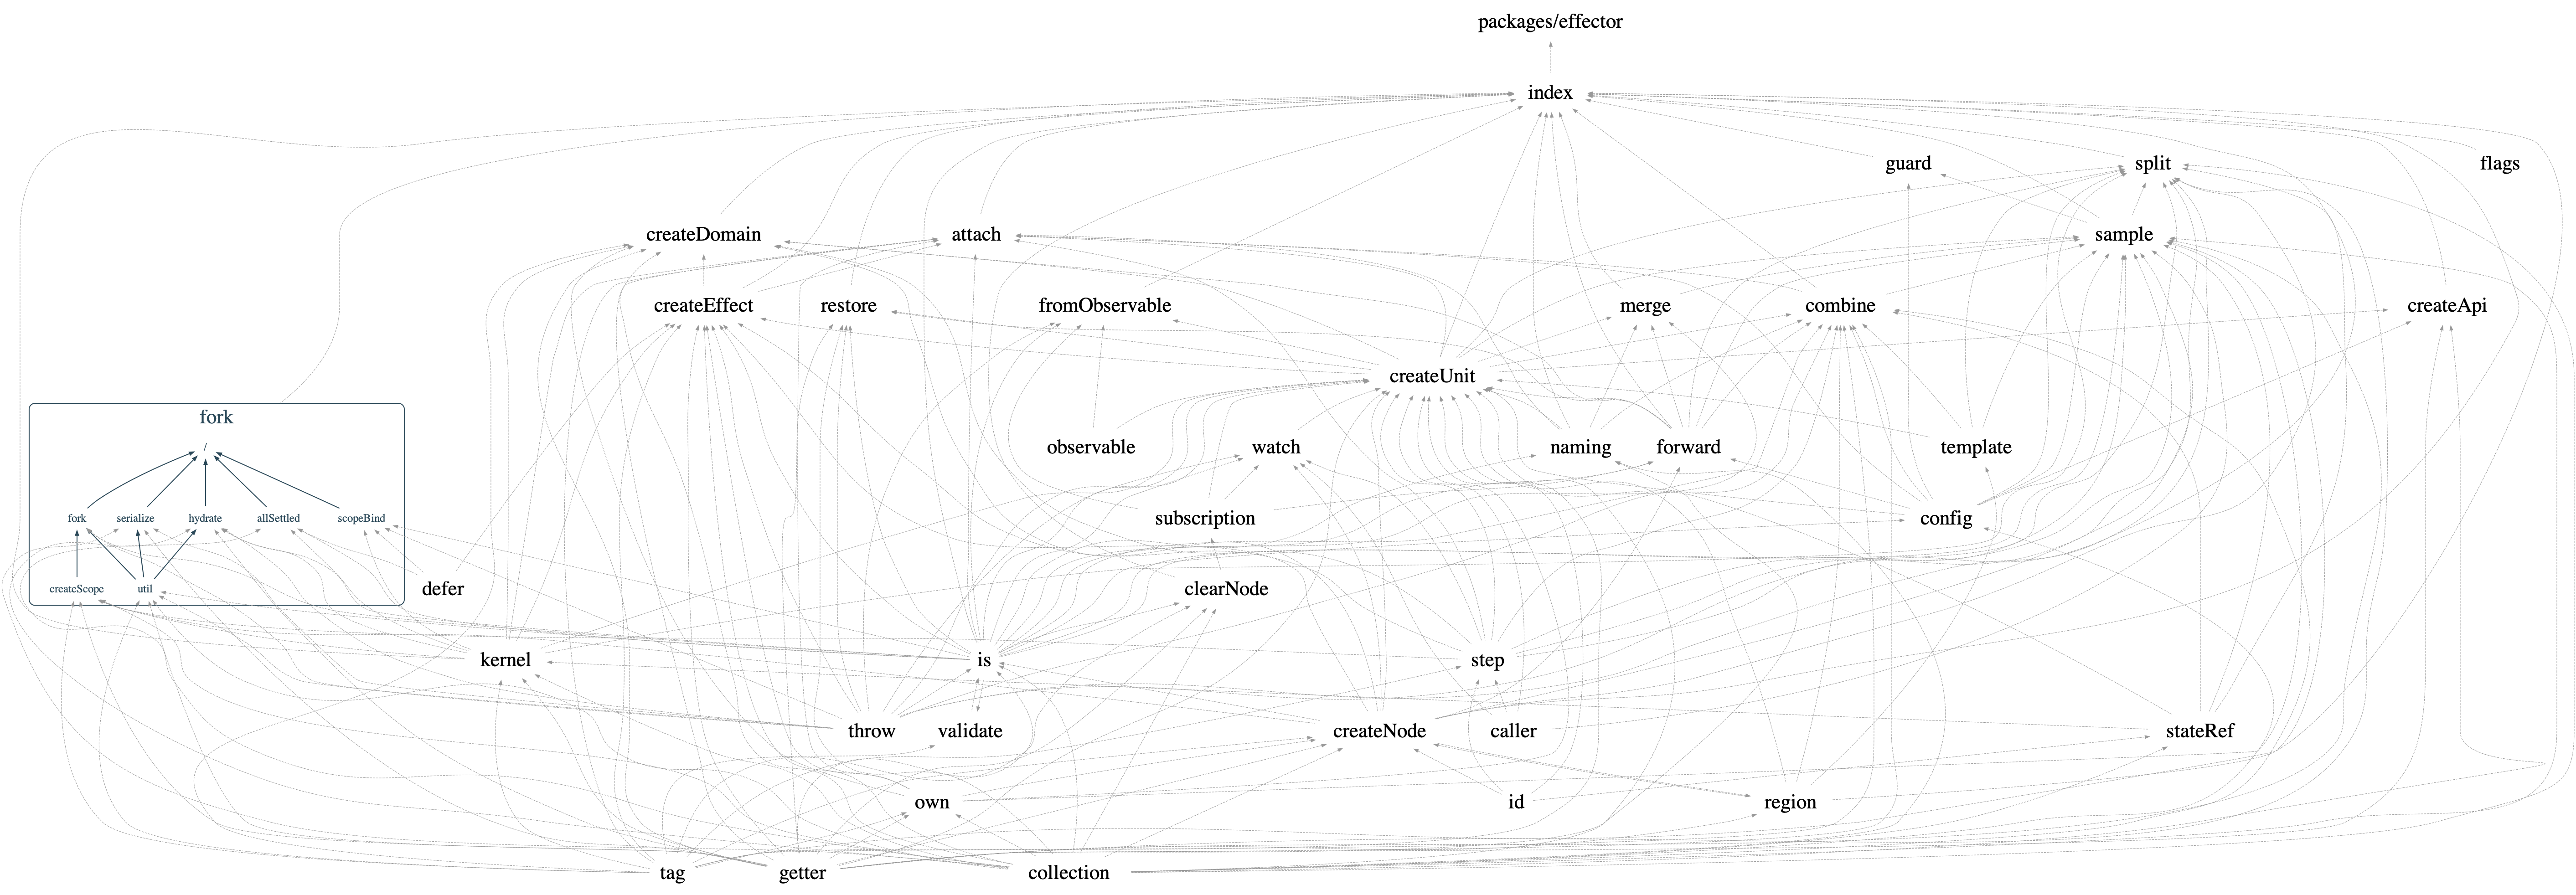 packages/effector
index
guard
split
flags
createDomain
attach
sample
createEffect
restore
fromObservable
merge
combine
createApi
createUnit
fork
/
observable
watch
naming
forward
template
fork
serialize
hydrate
allSettled
scopeBind
subscription
config
createScope
util
defer
clearNode
kernel
is
step
throw
validate
createNode
caller
stateRef
own
id
region
tag
getter
collection